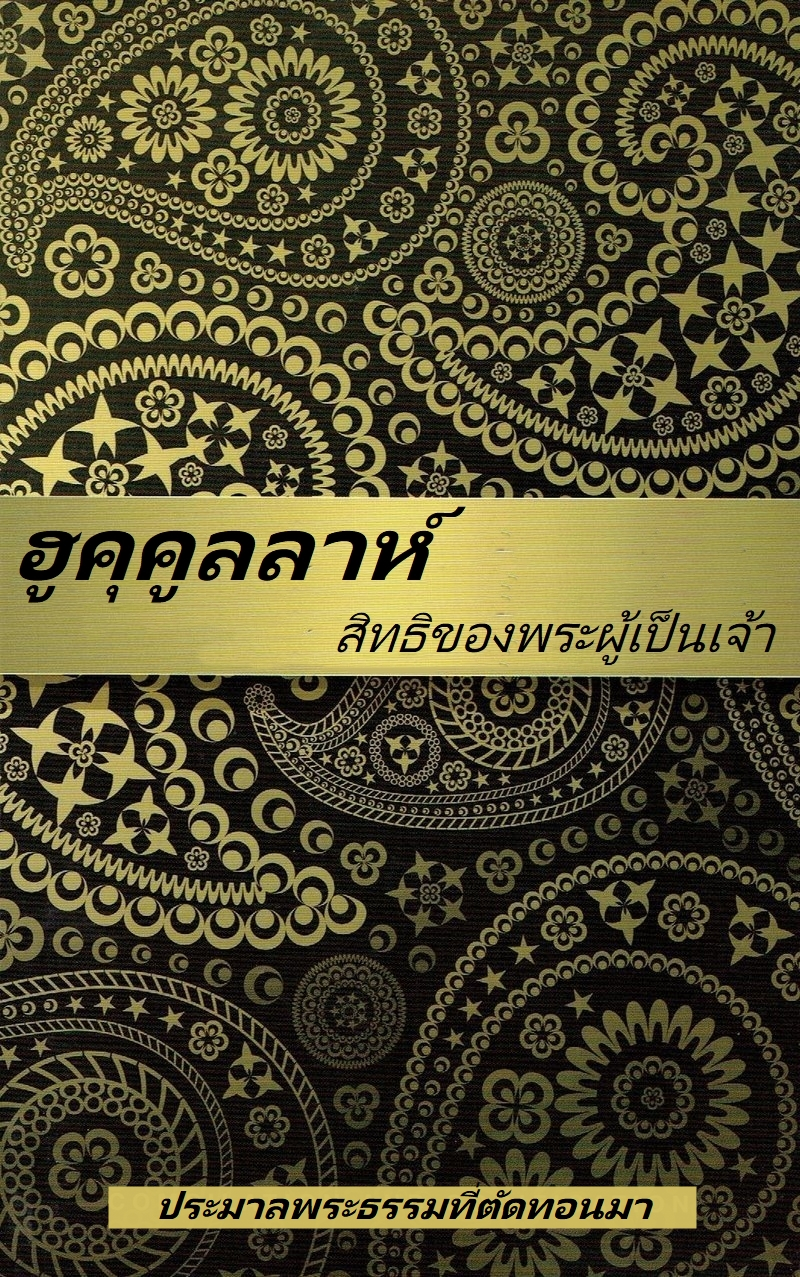 ฮูคุคูลลาห์
สิทธิของพระผู้เป็นเจ้า
ประมาลพระธรรมที่ตัดทอนมา